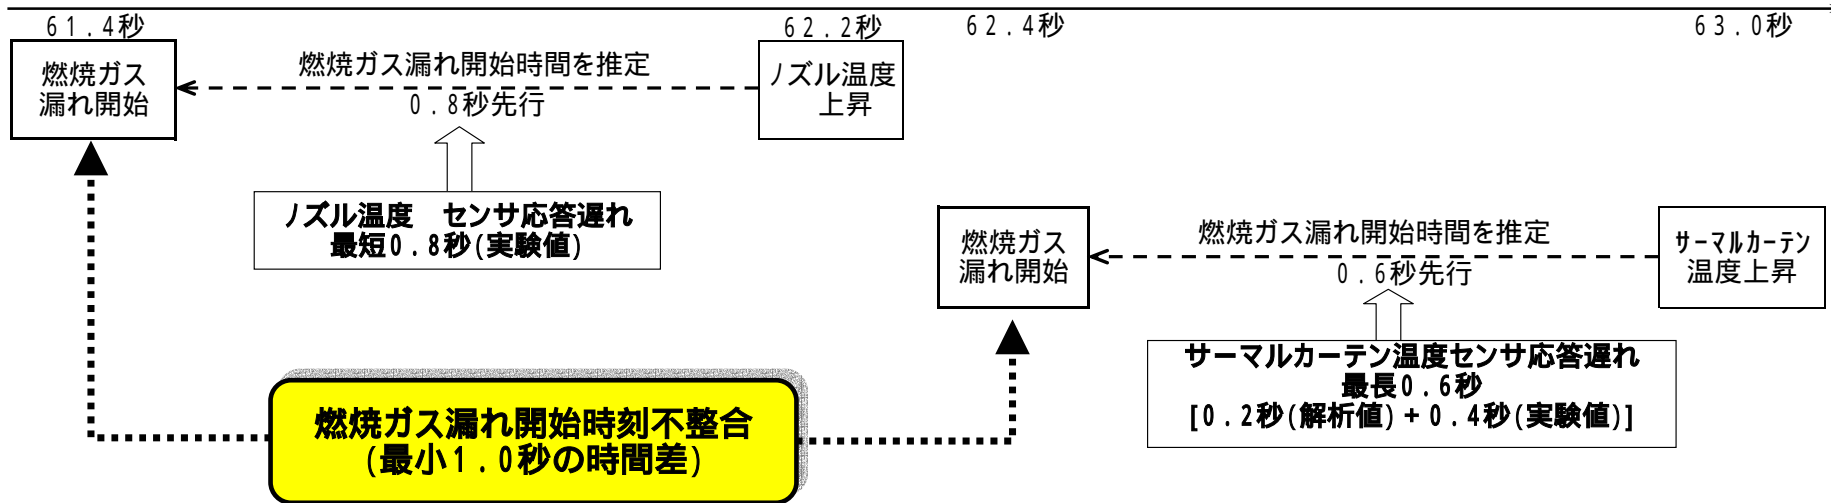 61.4秒
62.2秒
62.4秒
63.0秒
燃焼ガス
漏れ開始
燃焼ガス漏れ開始時間を推定
0.8秒先行
ノズル温度
上昇
ノズル温度　センサ応答遅れ
最短0.8秒(実験値)
燃焼ガス
漏れ開始
燃焼ガス漏れ開始時間を推定
0.6秒先行
サーマルカーテン
温度上昇
サーマルカーテン温度センサ応答遅れ
最長0.6秒
[0.2秒(解析値)+0.4秒(実験値)]
燃焼ガス漏れ開始時刻不整合
(最小1.0秒の時間差)